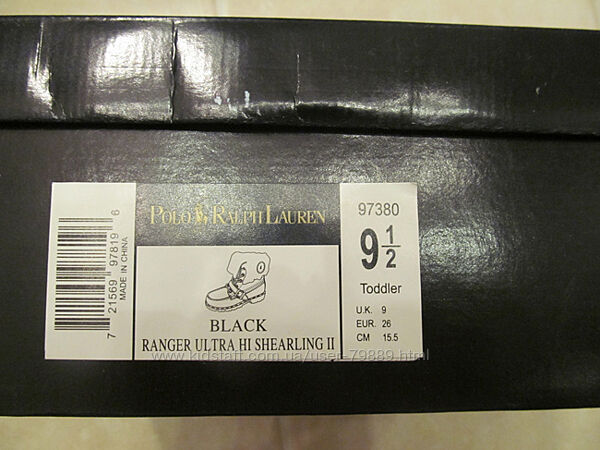 7 21569 97819 6
MADE IN CHINA
POLO RALPH LAUREN
BLACK
RANGER ULTRA HI SHEARLING II
97380
9 1/2
Toddler
U.K. 9
EUR. 26
CM 15.5
www.kidstaff.com.ua/user-79889.html